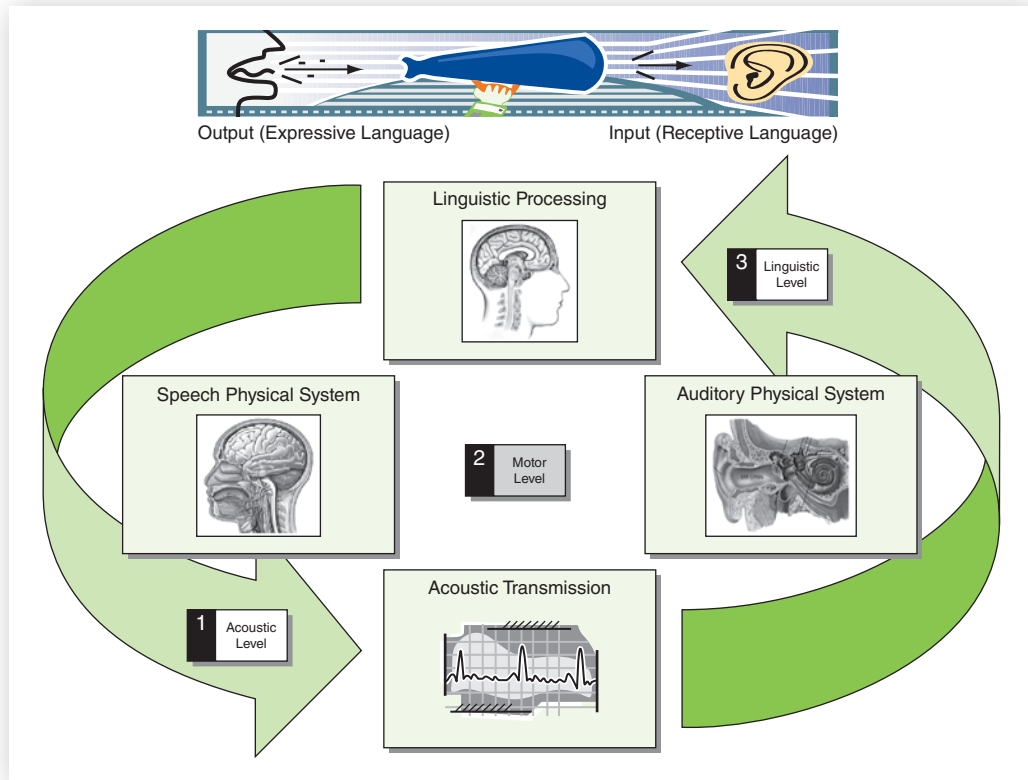 Output (Expressive Language)
Input (Receptive Language)
Linguistic Processing
3
Linguistic
Level
Speech Physical System
Auditory Physical System
2
Motor
Level
Acoustic Transmission
1
Acoustic
Level